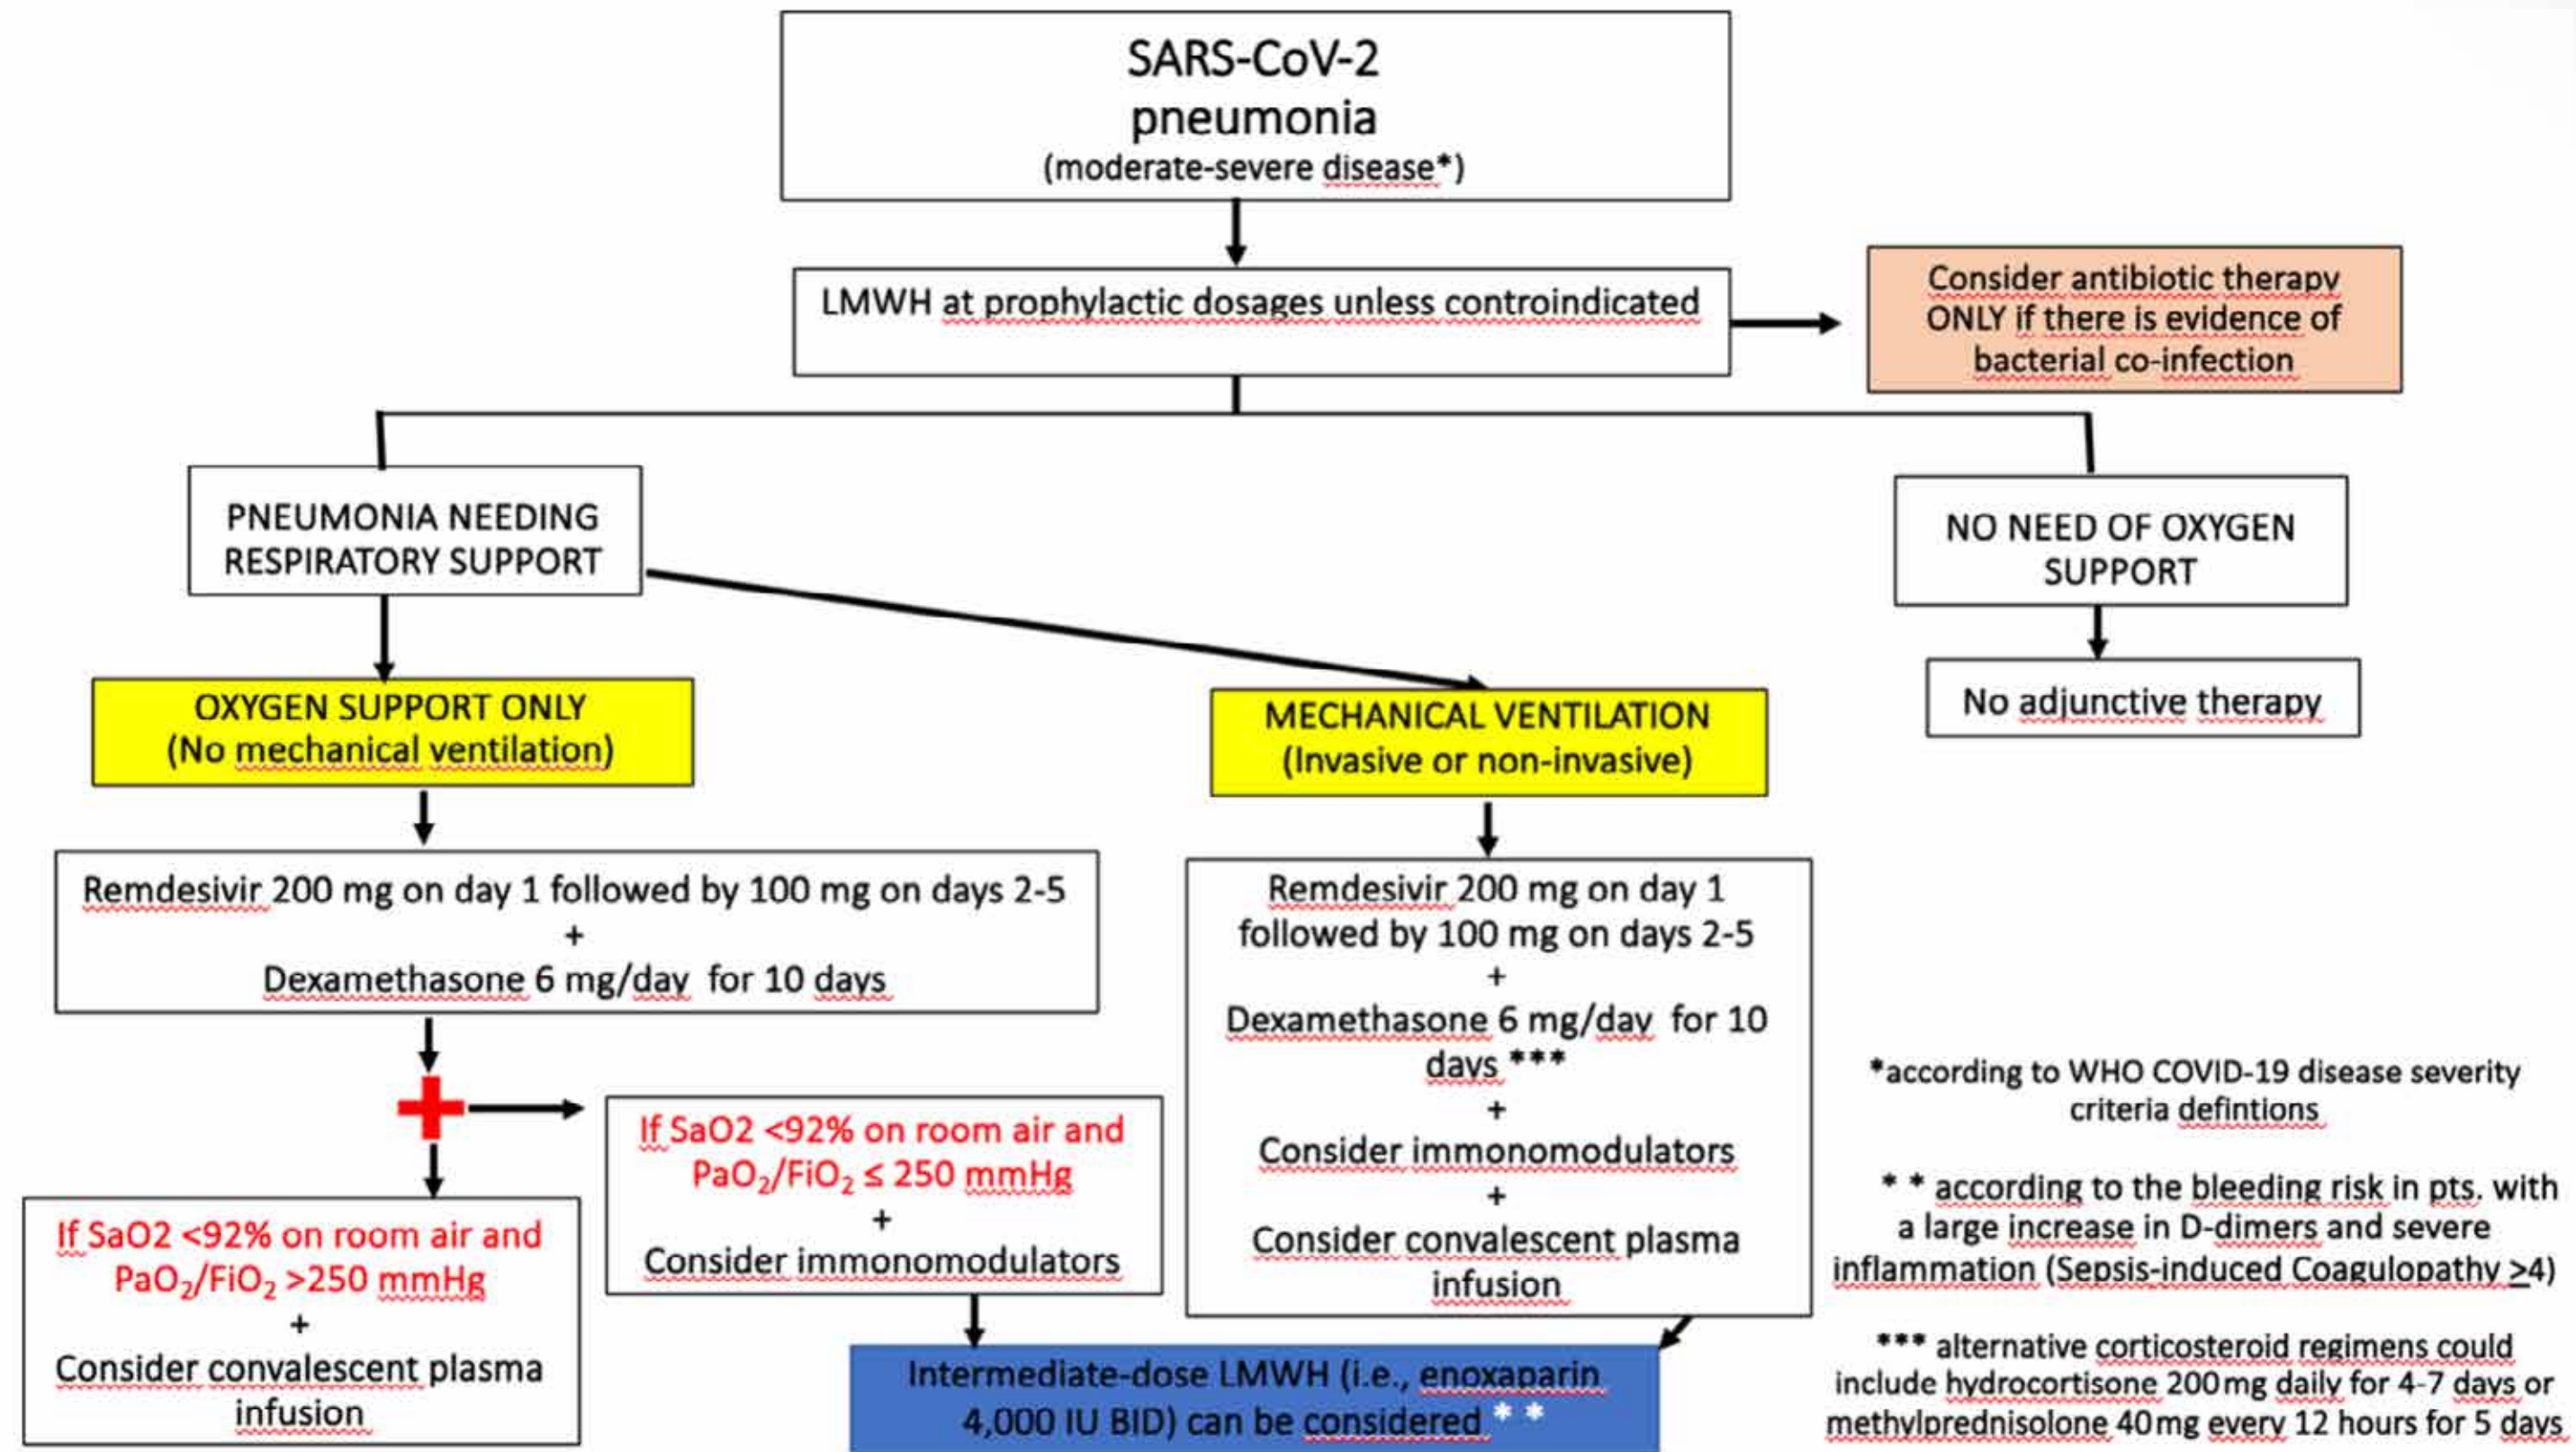 SARS-CoV-2
pneumonia
(moderate-severe disease*)
LMWH at prophylactic dosages unless controindicated
Consider antibiotic therapy
ONLY if there is evidence of
bacterial co-infection
PNEUMONIA NEEDING
RESPIRATORY SUPPORT
NO NEED OF OXYGEN
SUPPORT
No adjunctive therapy
OXYGEN SUPPORT ONLY
(No mechanical ventilation)
MECHANICAL VENTILATION
(Invasive or non-invasive)
Remdesivir 200 mg on day 1 followed by 100 mg on days 2-5
+
Dexamethasone 6 mg/day for 10 days
Remdesivir 200 mg on day 1
followed by 100 mg on days 2-5
+
Dexamethasone 6 mg/day for 10
days ***
+
Consider immonomodulators
+
Consider convalescent plasma
infusion
If SaO2 <92% on room air and
PaO₂/FiO₂ ≤ 250 mmHg
+
Consider immonomodulators
If SaO2 <92% on room air and
PaO₂/FiO₂ >250 mmHg
+
Consider convalescent plasma
infusion
Intermediate-dose LMWH (i.e., enoxaparin
4,000 IU BID) can be considered * *
*according to WHO COVID-19 disease severity
criteria defintions
* * according to the bleeding risk in pts. with
a large increase in D-dimers and severe
inflammation (Sepsis-induced Coagulopathy ≥4)
*** alternative corticosteroid regimens could
include hydrocortisone 200 mg daily for 4-7 days or
methylprednisolone 40 mg every 12 hours for 5 days